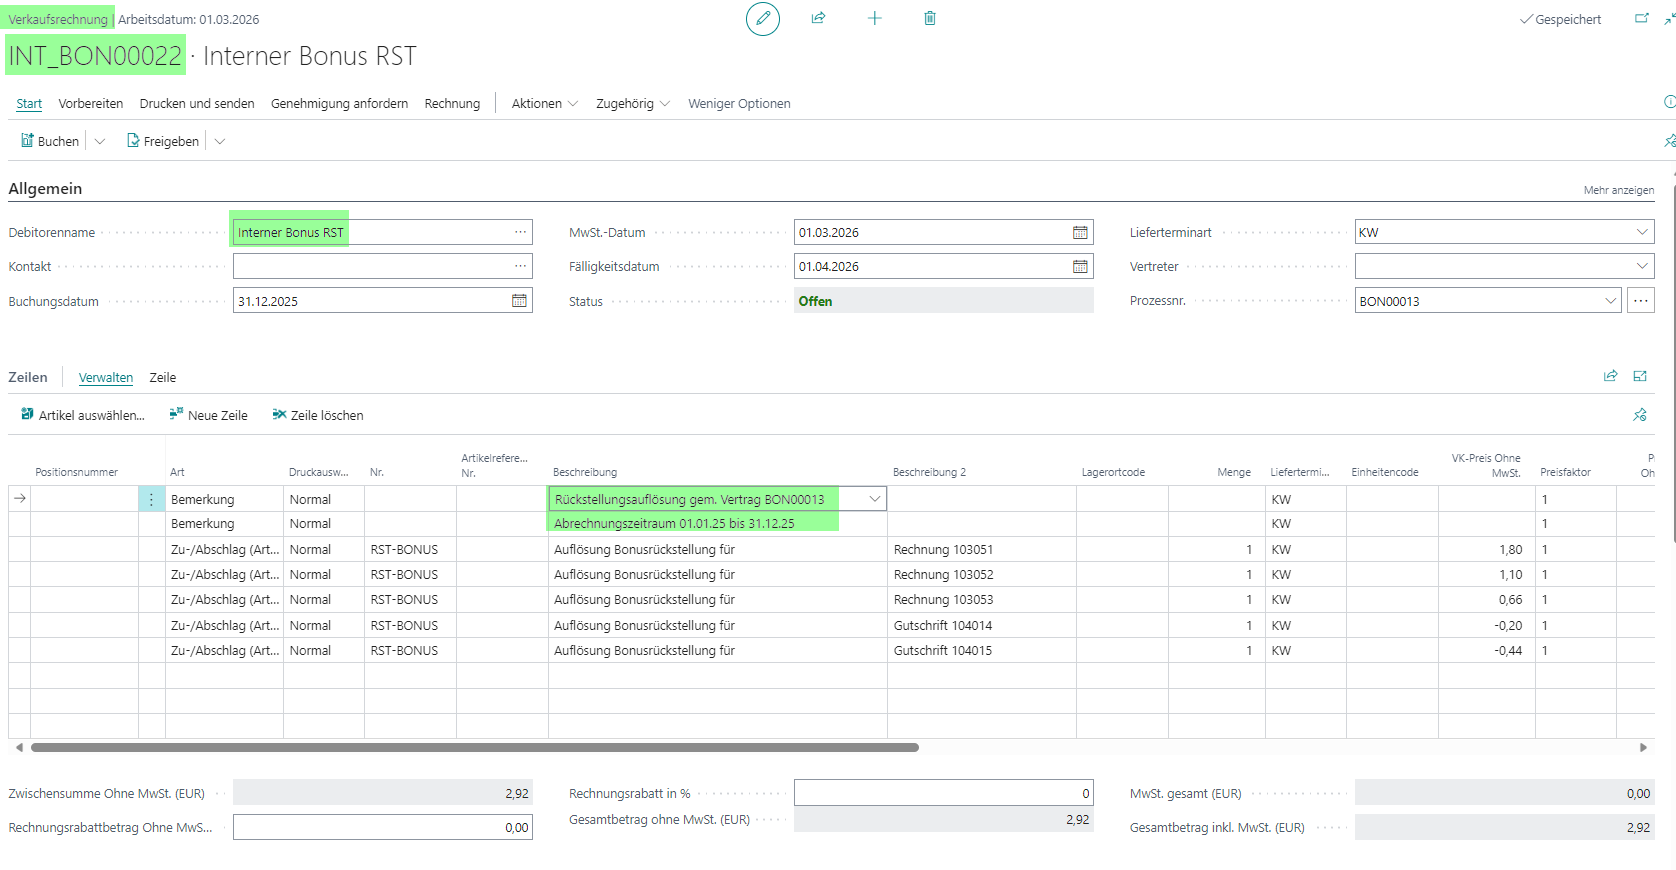 Verkaufsrechnung | Arbeitsdatum: 01.03.2026
Gespeichert
INT_BON00022 · Interner Bonus RST
Start Vorbereiten Drucken und senden Genehmigung anfordern Rechnung Aktionen Zugehörig Weniger Optionen
Buchen Freigeben
Allgemein Mehr anzeigen
Debitorenname Interner Bonus RST MwSt.-Datum 01.03.2026 Lieferterminart KW
Kontakt Fälligkeitsdatum 01.04.2026 Vertreter
Buchungsdatum 31.12.2025 Status Offen Prozessnr. BON00013
Zeilen Verwalten Zeile
Artikel auswählen... Neue Zeile Zeile löschen
Positionsnummer Art Druckausw... Nr. Artikelrefere... Nr. Beschreibung Beschreibung 2 Lagerortcode Menge Liefertermi... Einheitencode VK-Preis Ohne MwSt. Preisfaktor
Bemerkung Normal Rückstellungsauflösung gem. Vertrag BON00013 KW 1
Bemerkung Normal Abrechnungszeitraum 01.01.25 bis 31.12.25 KW 1
Zu-/Abschlag (Art... Normal RST-BONUS Auflösung Bonusrückstellung für Rechnung 103051 1 KW 1,80 1
Zu-/Abschlag (Art... Normal RST-BONUS Auflösung Bonusrückstellung für Rechnung 103052 1 KW 1,10 1
Zu-/Abschlag (Art... Normal RST-BONUS Auflösung Bonusrückstellung für Rechnung 103053 1 KW 0,66 1
Zu-/Abschlag (Art... Normal RST-BONUS Auflösung Bonusrückstellung für Gutschrift 104014 1 KW -0,20 1
Zu-/Abschlag (Art... Normal RST-BONUS Auflösung Bonusrückstellung für Gutschrift 104015 1 KW -0,44 1
Zwischensumme Ohne MwSt. (EUR) 2,92 Rechnungsrabatt in % 0 MwSt. gesamt (EUR) 0,00
Rechnungsrabattbetrag Ohne MwS... 0,00 Gesamtbetrag ohne MwSt. (EUR) 2,92 Gesamtbetrag inkl. MwSt. (EUR) 2,92